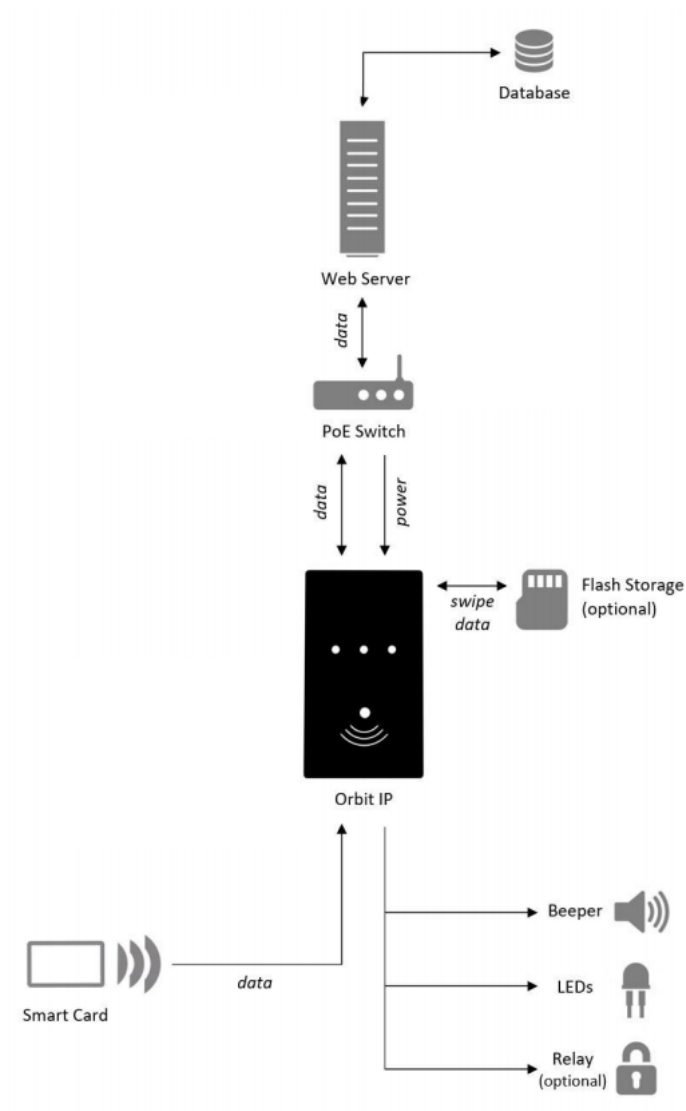 Database
Web Server
data
PoE Switch
data
power
swipe
data
Flash Storage
(optional)
Orbit IP
Beeper
Smart Card
data
LEDs
Relay
(optional)